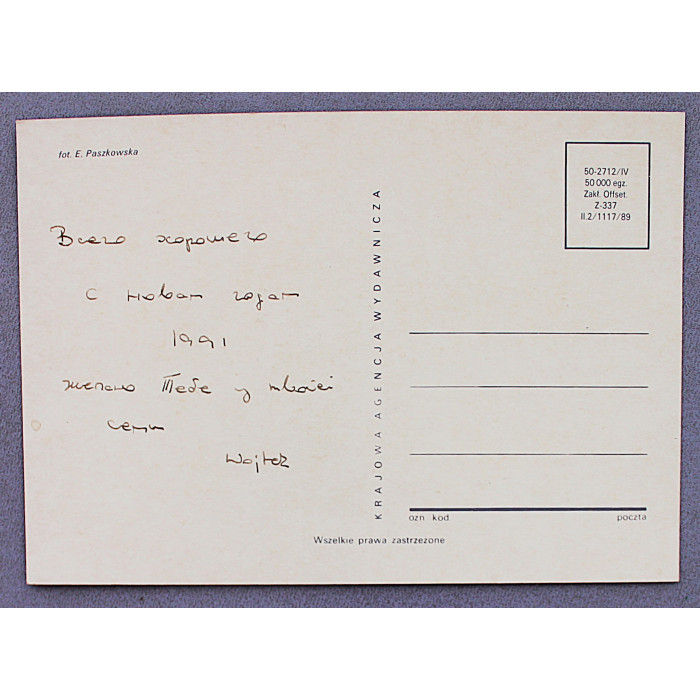 fot. E. Paszkowska
50-2712/IV
50 000 egz.
Zakł. Offset.
Z-337
II.2/1117/89
Всего хорошего
с новым годом
1991
желаю Тебе и твоей
семи
Wojtek
KRAJOWA AGENCJA WYDAWNICZA
ozn. kod. poczta
Wszelkie prawa zastrzeżone